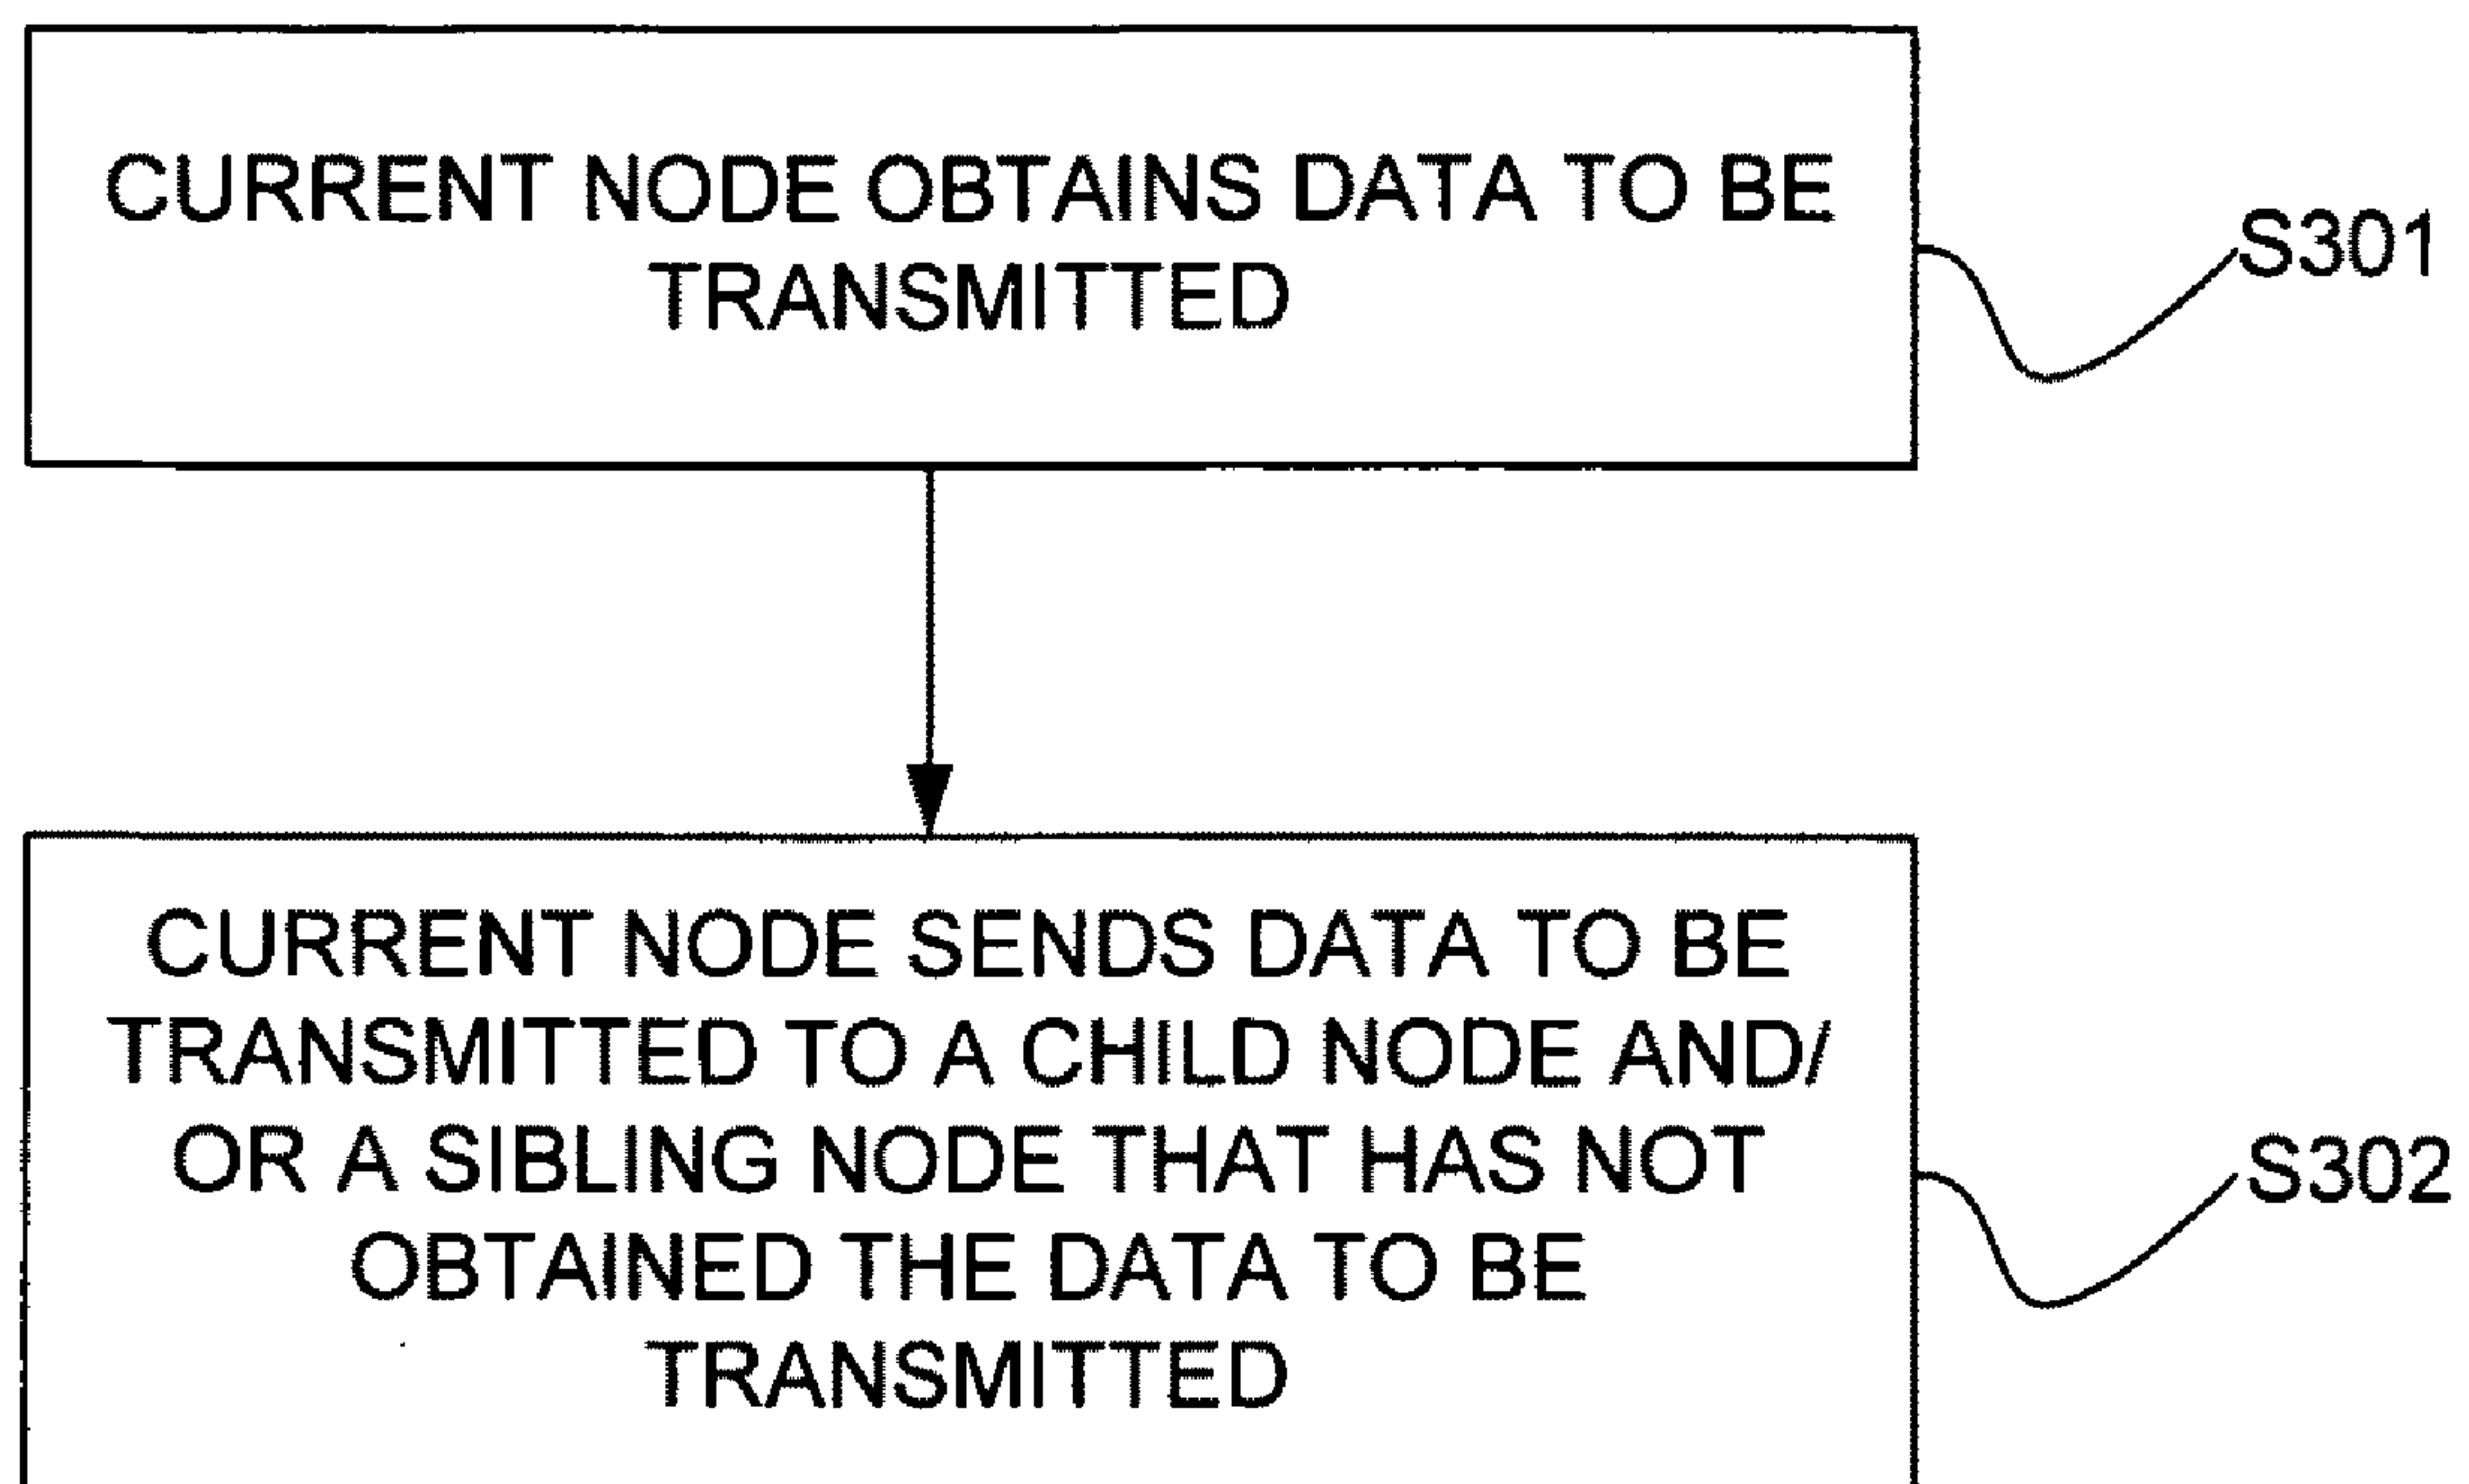 CURRENT NODE OBTAINS DATA TO BE
TRANSMITTED
S301
CURRENT NODE SENDS DATA TO BE
TRANSMITTED TO A CHILD NODE AND/
OR A SIBLING NODE THAT HAS NOT
OBTAINED THE DATA TO BE
TRANSMITTED
S302